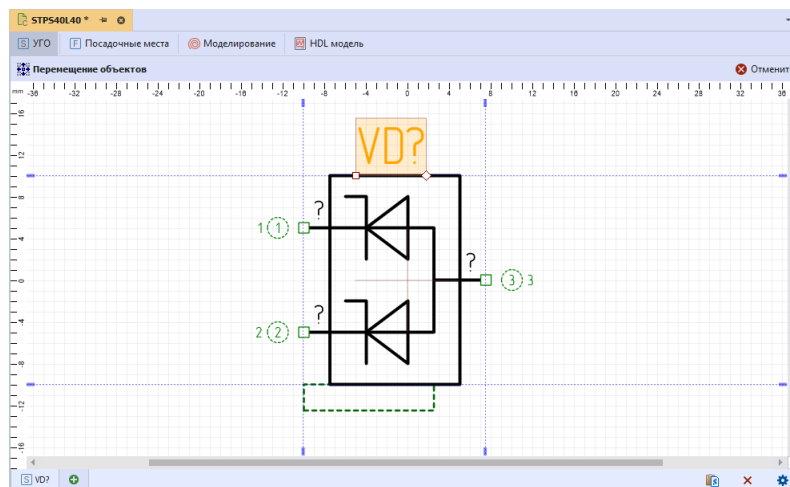 STPS40L40 *
S УГО F Посадочные места Моделирование HDL модель
Перемещение объектов Отменит
mm -36 -32 -28 -24 -20 -16 -12 -8 -4 0 4 8 12 16 20 24 28 32 36
16
12
8
4
0
-4
-8
-12
-16
VD?
?
1 1
?
3 3
?
2 2
S VD?